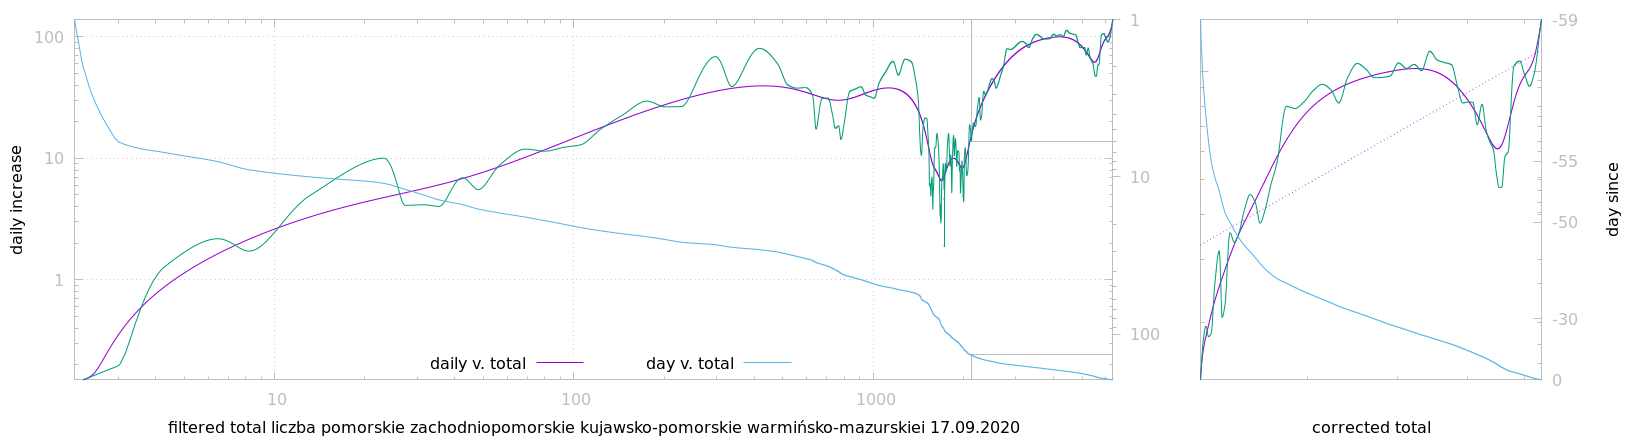 100
10
1
daily increase
10
100
1000
1
10
100
daily v. total
day v. total
filtered total liczba pomorskie zachodniopomorskie kujawsko-pomorskie warmińsko-mazurskiei 17.09.2020
-59
-55
-50
-30
0
day since
corrected total